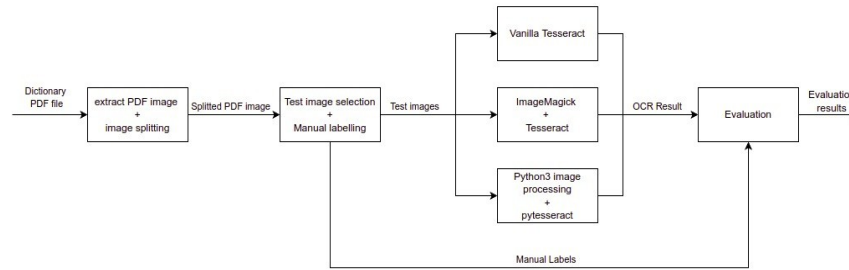 Dictionary
PDF file
extract PDF image
+
image splitting
Splitted PDF image
Test image selection
+
Manual labelling
Test images
Vanilla Tesseract
ImageMagick
+
Tesseract
Python3 image
processing
+
pytesseract
OCR Result
Evaluation
Evaluatio
results
Manual Labels